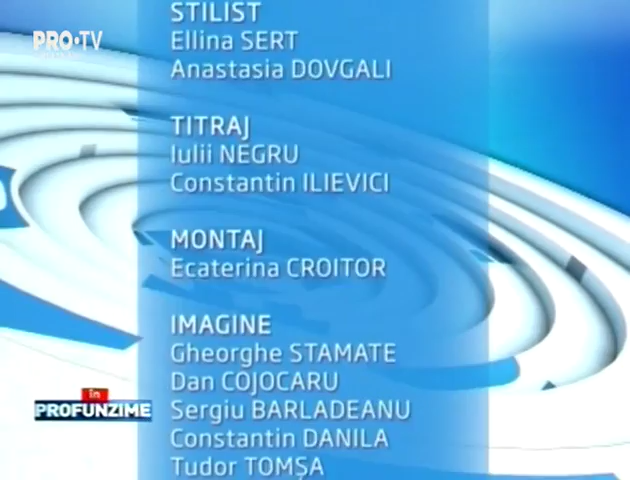 PRO•TV
STILIST
Ellina SERT
Anastasia DOVGALI
TITRAJ
Iulii NEGRU
Constantin ILIEVICI
MONTAJ
Ecaterina CROITOR
IMAGINE
Gheorghe STAMATE
Dan COJOCARU
Sergiu BARLADEANU
Constantin DANILA
Tudor TOMȘA
în
PROFUNZIME